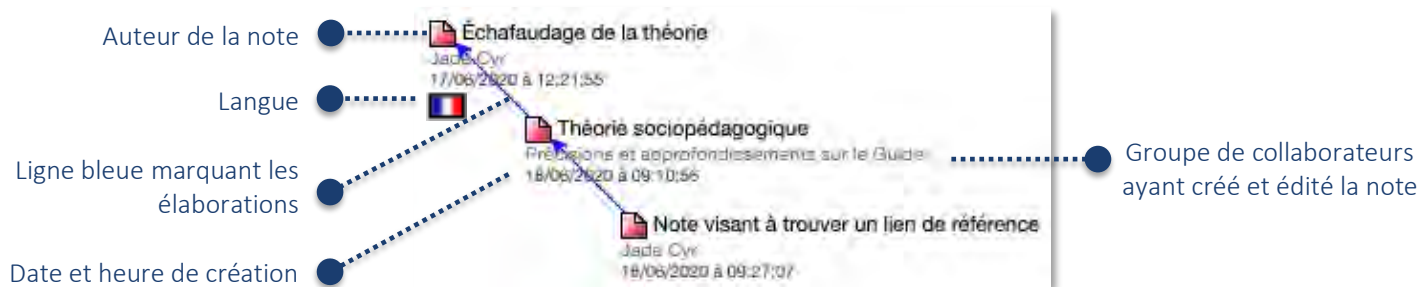 Auteur de la note
Échafaudage de la théorie
Jade Cyr
17/06/2020 à 12:21:55
Langue
Théorie sociopédagogique
Précisions et approfondissements sur le Guide
18/06/2020 à 09:10:56
Groupe de collaborateurs
ayant créé et édité la note
Ligne bleue marquant les
élaborations
Note visant à trouver un lien de référence
Jade Cyr
18/06/2020 à 09:27:07
Date et heure de création